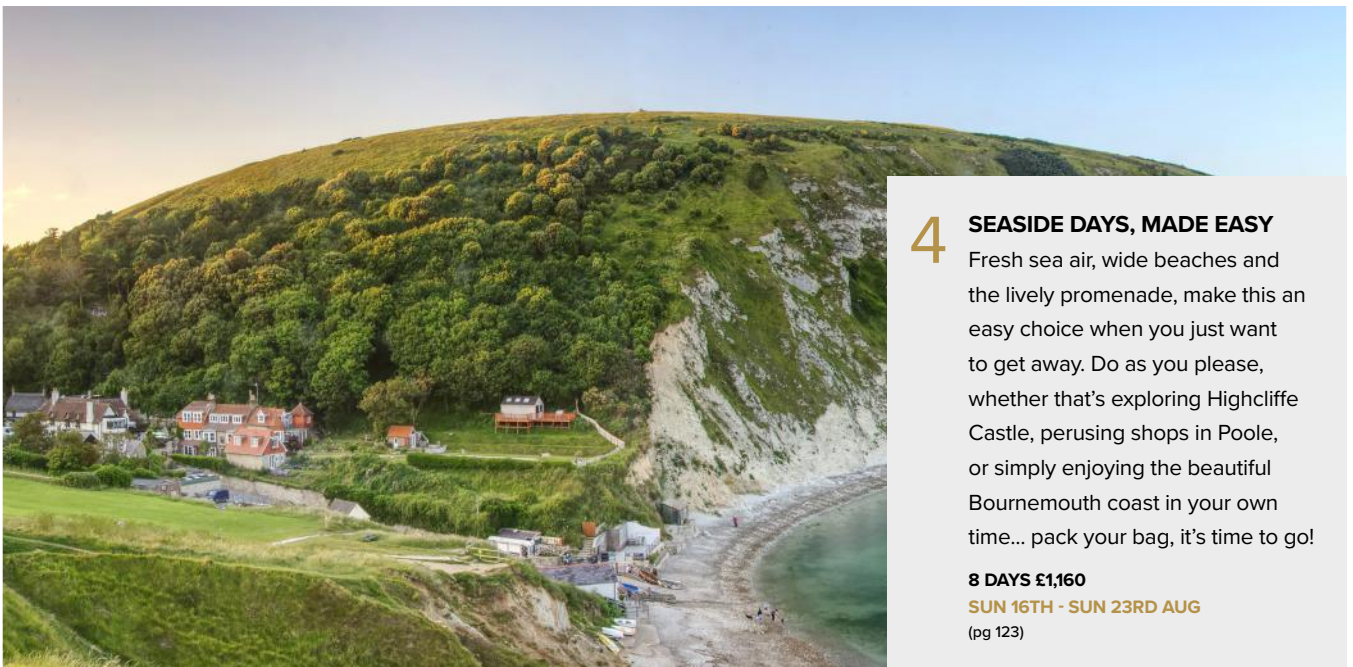 4
SEASIDE DAYS, MADE EASY
Fresh sea air, wide beaches and
the lively promenade, make this an
easy choice when you just want
to get away. Do as you please,
whether that’s exploring Highcliffe
Castle, perusing shops in Poole,
or simply enjoying the beautiful
Bournemouth coast in your own
time... pack your bag, it’s time to go!
8 DAYS £1,160
SUN 16TH - SUN 23RD AUG
(pg 123)